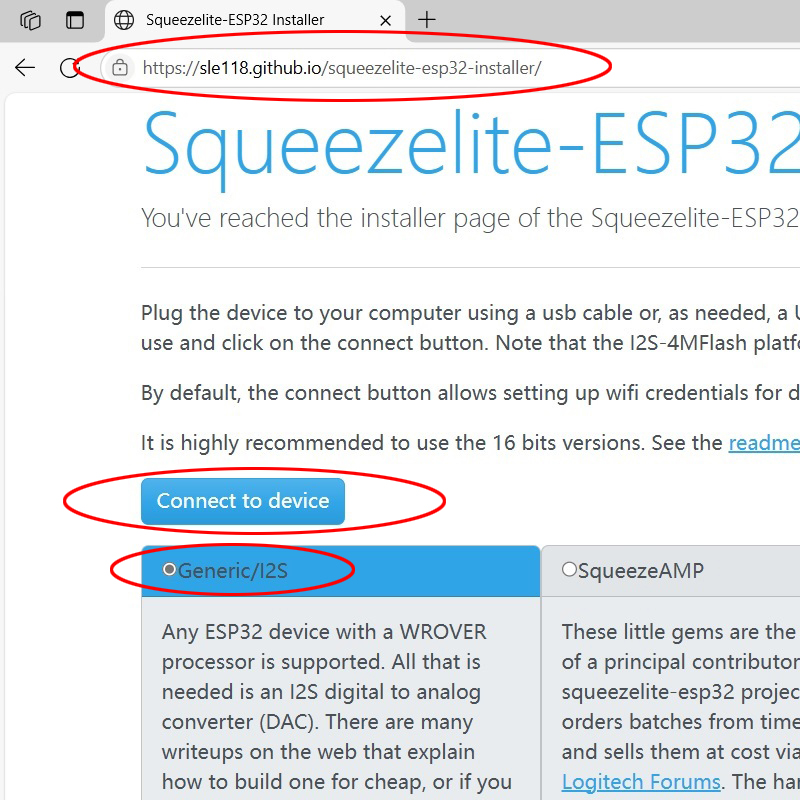 Squeezelite-ESP32 Installer
https://sle118.github.io/squeezelite-esp32-installer/
Squeezelite-ESP32
You've reached the installer page of the Squeezelite-ESP32
Plug the device to your computer using a usb cable or, as needed, a U
use and click on the connect button. Note that the I2S-4MFlash platfo
By default, the connect button allows setting up wifi credentials for d
It is highly recommended to use the 16 bits versions. See the readme
Connect to device
Generic/I2S
Any ESP32 device with a WROVER
processor is supported. All that is
needed is an I2S digital to analog
converter (DAC). There are many
writeups on the web that explain
how to build one for cheap, or if you
SqueezeAMP
These little gems are the
of a principal contributor
squeezelite-esp32 projec
orders batches from time
and sells them at cost via
Logitech Forums. The ha